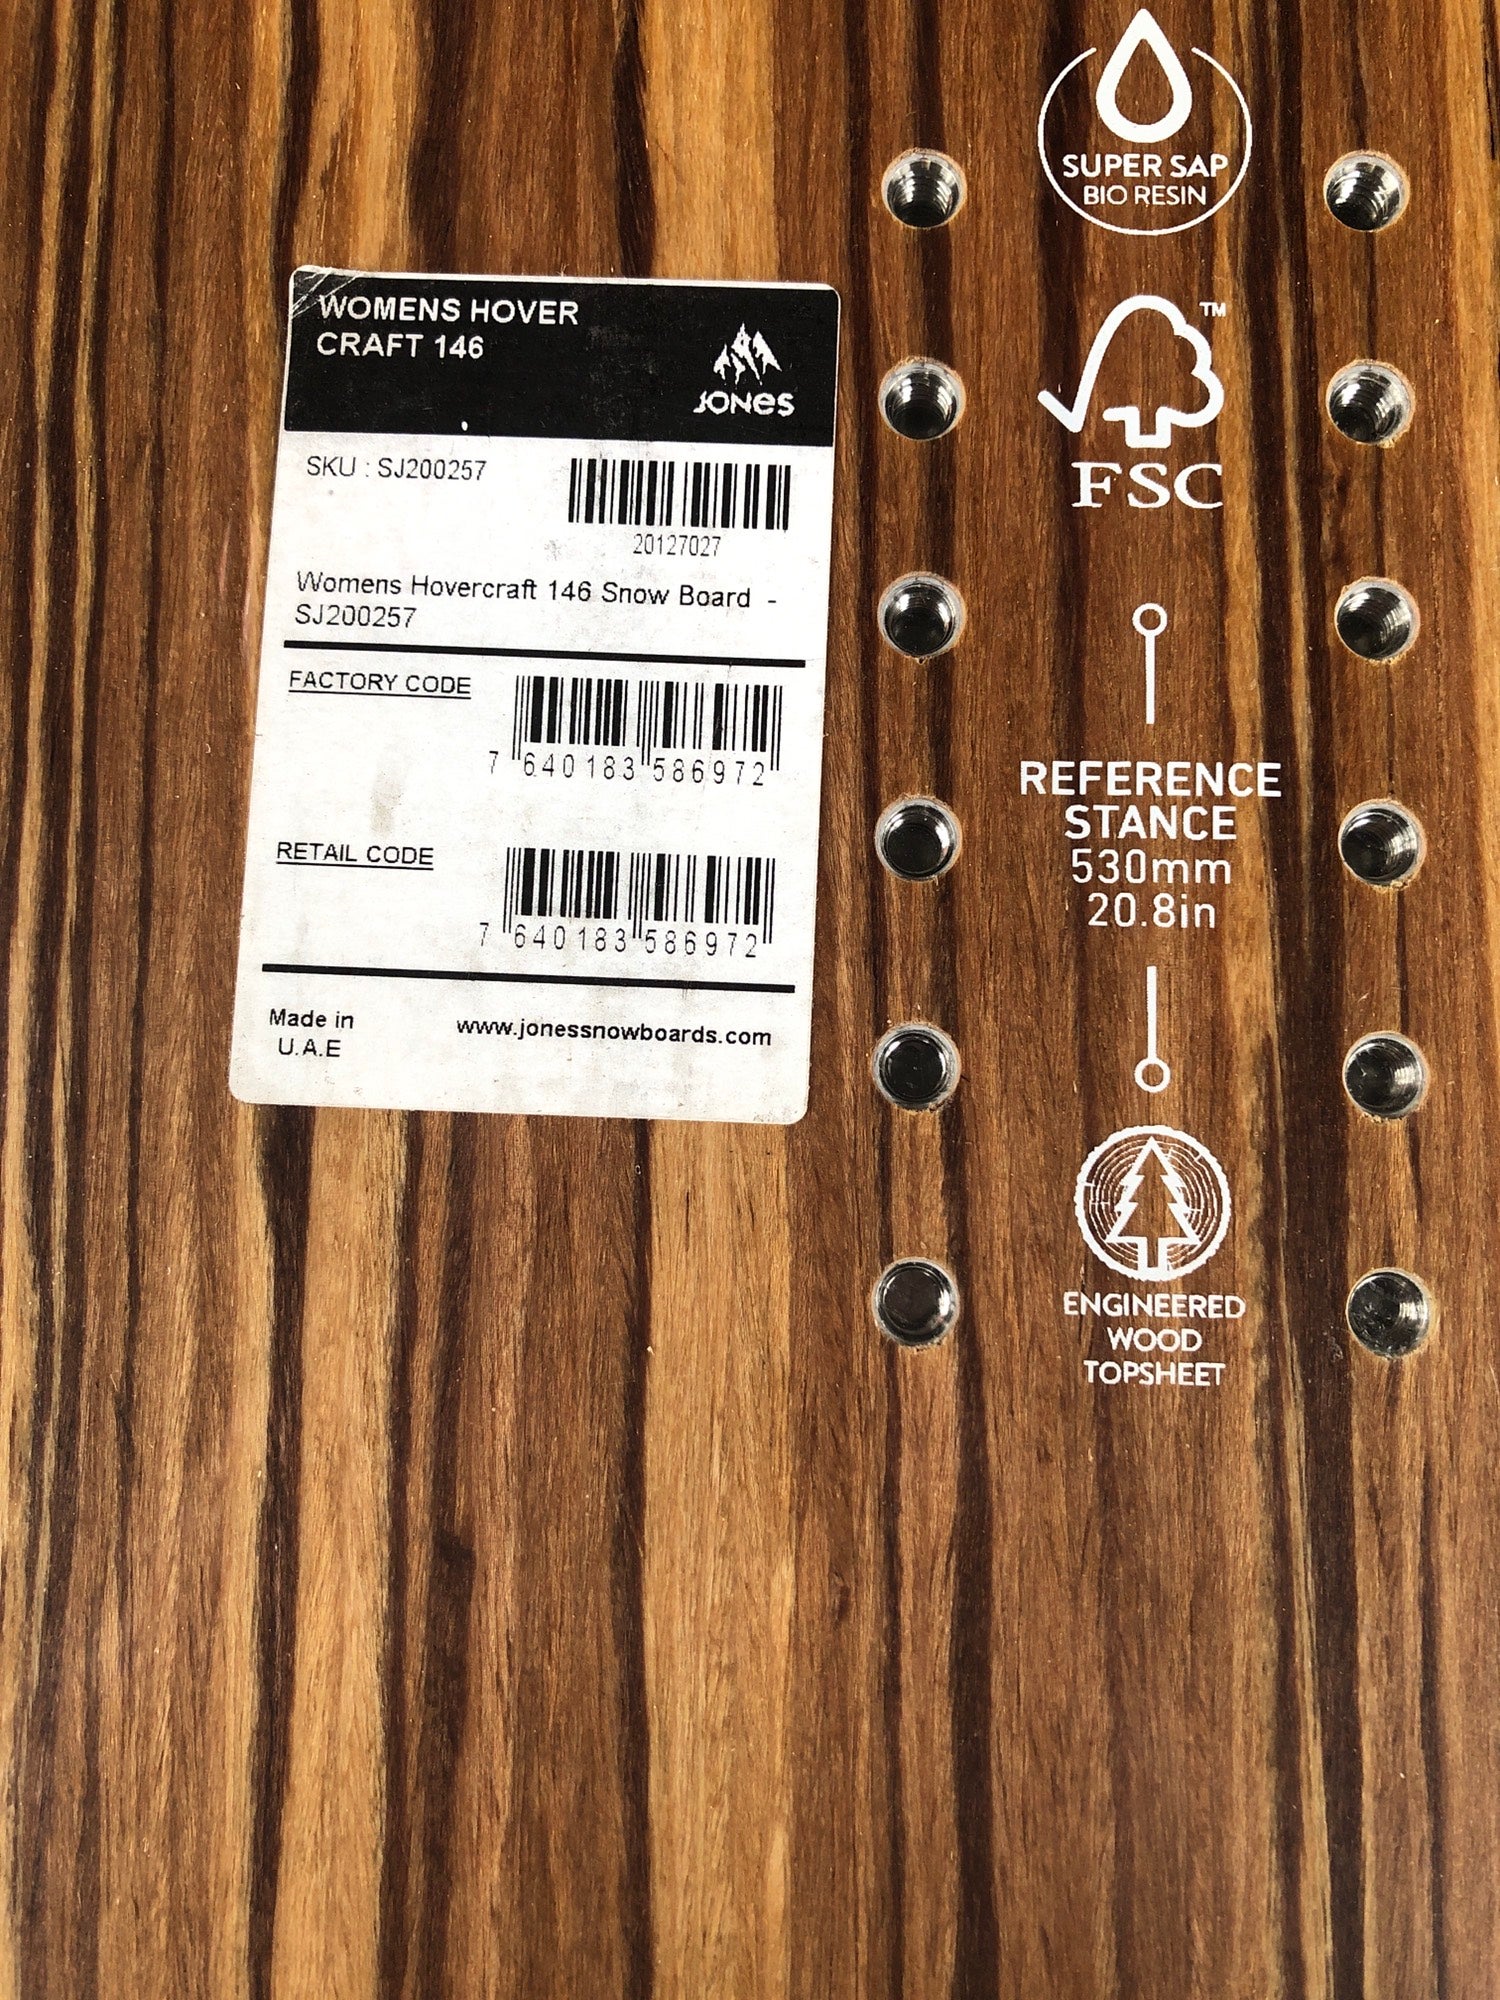 WOMENS HOVER
CRAFT 146
JONES
SKU : SJ200257
20127027
Womens Hovercraft 146 Snow Board -
SJ200257
FACTORY CODE
7 640183 586972
RETAIL CODE
7 640183 586972
Made in
U.A.E
www.jonessnowboards.com
SUPER SAP
BIO RESIN
TM
FSC
REFERENCE
STANCE
530mm
20.8in
ENGINEERED
WOOD
TOPSHEET